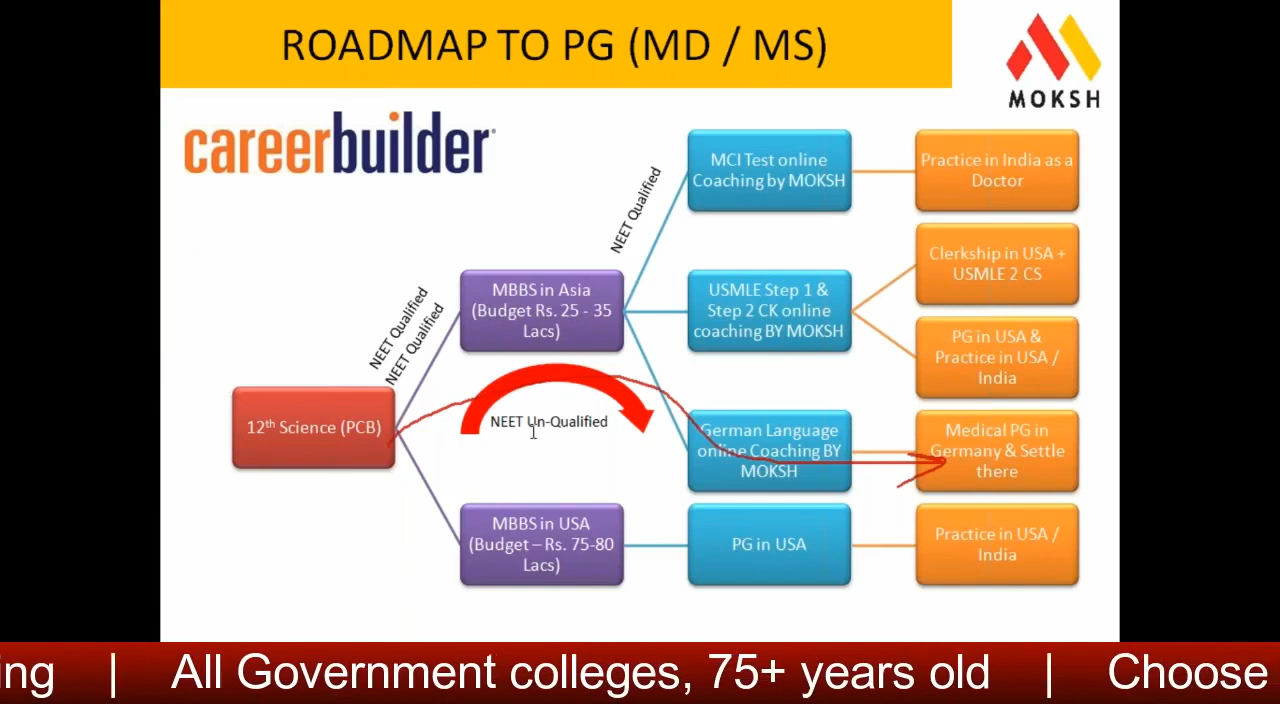 ROADMAP TO PG (MD / MS)
MOKSH
careerbuilder
NEET Qualified
NEET Qualified
NEET Qualified
12th Science (PCB)
MBBS in Asia
(Budget Rs. 25 - 35
Lacs)
NEET Un-Qualified
MBBS in USA
(Budget – Rs. 75-80
Lacs)
MCI Test online
Coaching by MOKSH
USMLE Step 1 &
Step 2 CK online
coaching BY MOKSH
German Language
online Coaching BY
MOKSH
PG in USA
Practice in India as a
Doctor
Clerkship in USA +
USMLE 2 CS
PG in USA &
Practice in USA /
India
Medical PG in
Germany & Settle
there
Practice in USA /
India
ing | All Government colleges, 75+ years old | Choose